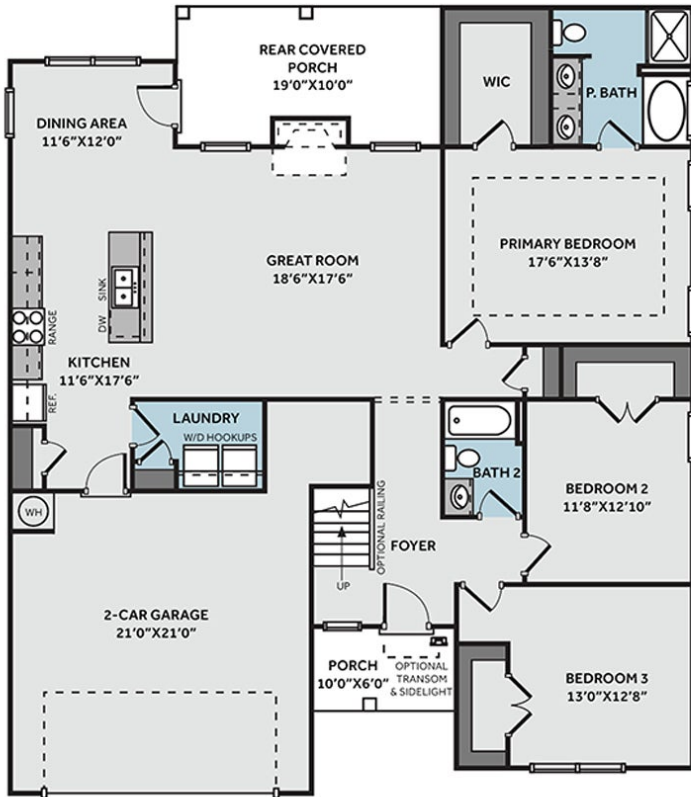 REAR COVERED
PORCH
19'0"X10'0"
WIC
P. BATH
DINING AREA
11'6"X12'0"
GREAT ROOM
18'6"X17'6"
PRIMARY BEDROOM
17'6"X13'8"
SINK
DW
RANGE
KITCHEN
11'6"X17'6"
REF.
LAUNDRY
W/D HOOKUPS
BATH 2
BEDROOM 2
11'8"X12'10"
WH
OPTIONAL RAILING
FOYER
UP
2-CAR GARAGE
21'0"X21'0"
PORCH
10'0X6'0"
OPTIONAL
TRANSOM
& SIDELIGHT
BEDROOM 3
13'0"X12'8"